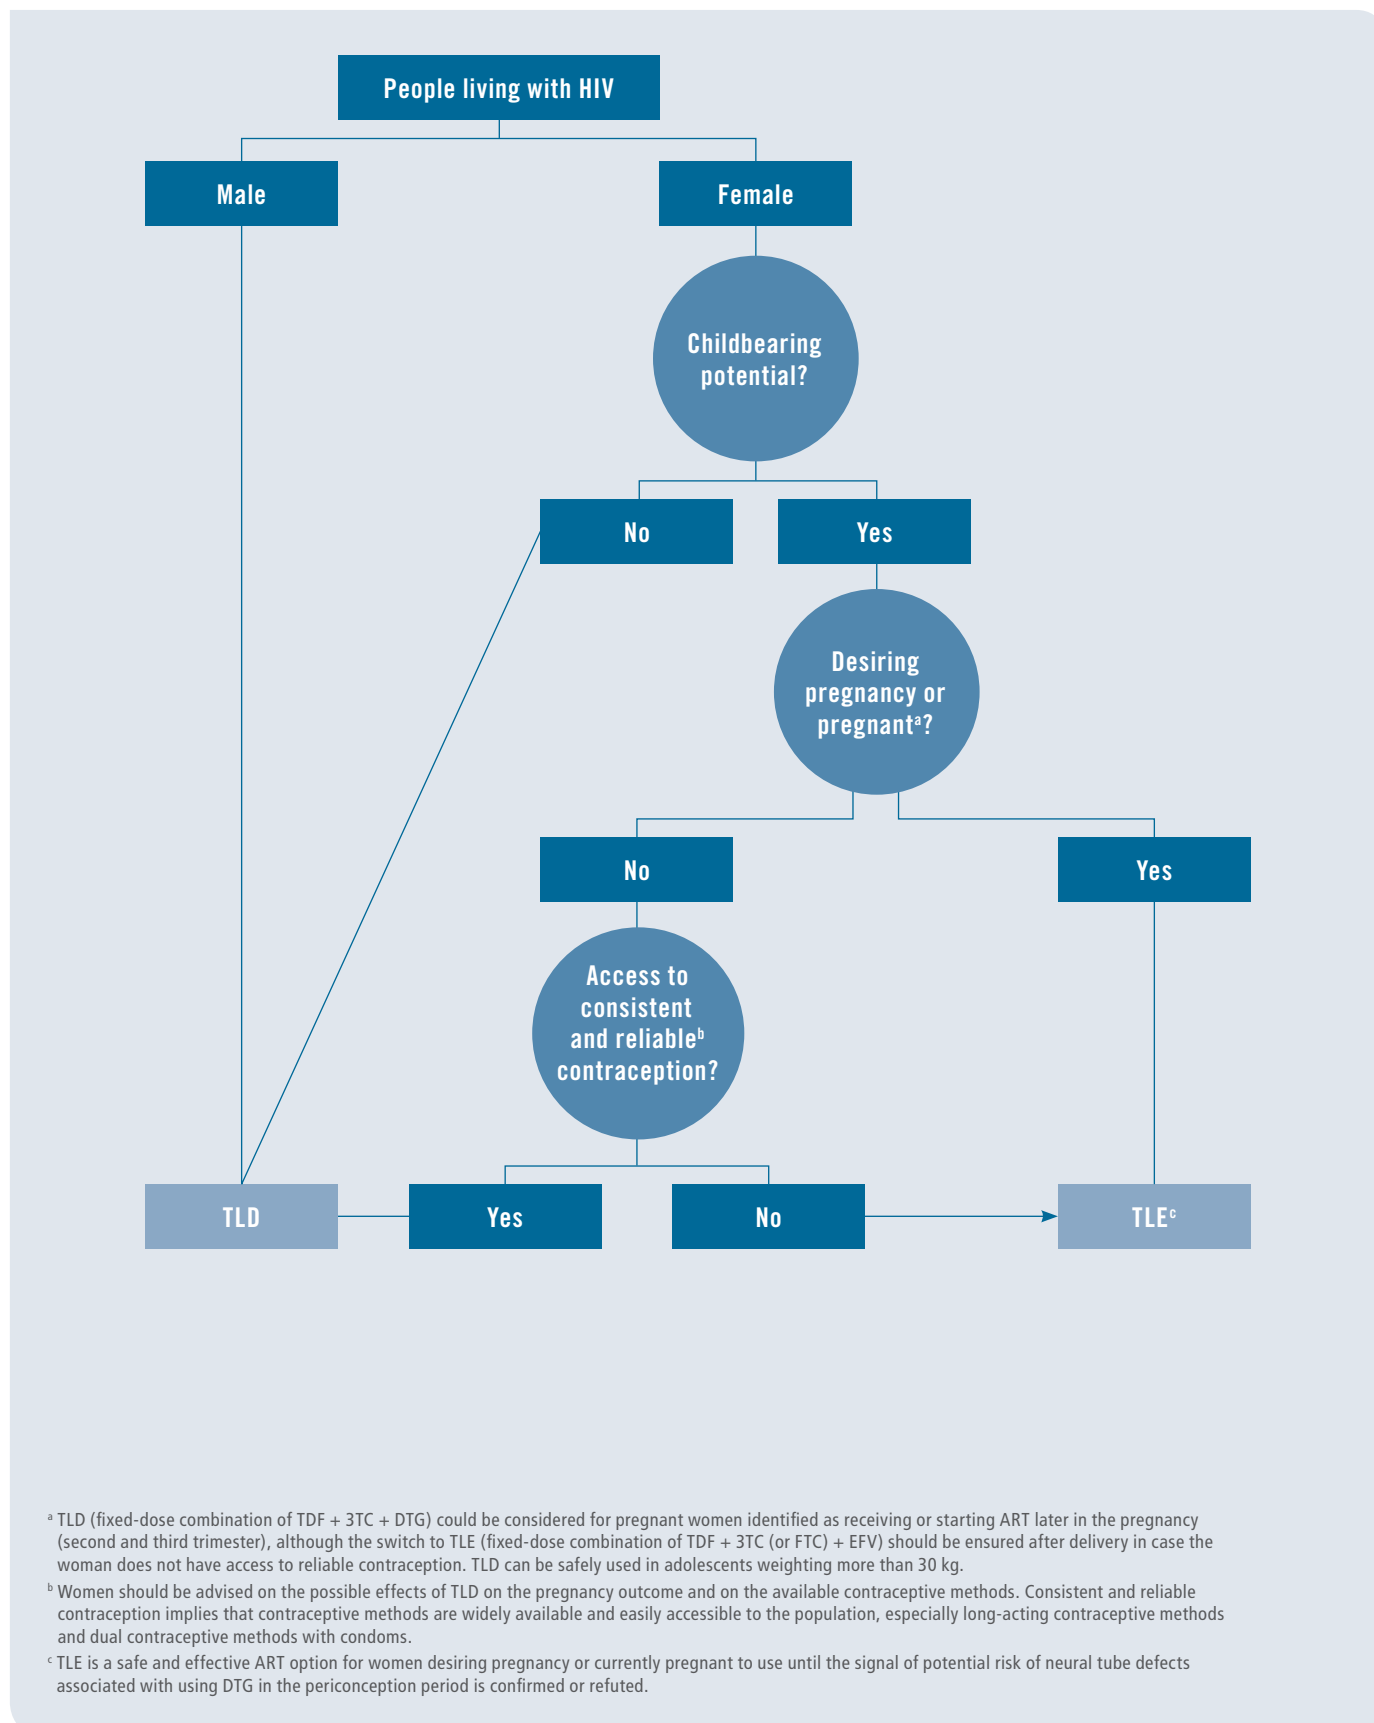 People living with HIV
Male
Female
Childbearing
potential?
No
Yes
Desiring
pregnancy or
pregnantᵃ?
No
Yes
Access to
consistent
and reliableᵇ
contraception?
TLD
Yes
No
TLEᶜ
ᵃ TLD (fixed-dose combination of TDF + 3TC + DTG) could be considered for pregnant women identified as receiving or starting ART later in the pregnancy
(second and third trimester), although the switch to TLE (fixed-dose combination of TDF + 3TC (or FTC) + EFV) should be ensured after delivery in case the
woman does not have access to reliable contraception. TLD can be safely used in adolescents weighting more than 30 kg.
ᵇ Women should be advised on the possible effects of TLD on the pregnancy outcome and on the available contraceptive methods. Consistent and reliable
contraception implies that contraceptive methods are widely available and easily accessible to the population, especially long-acting contraceptive methods
and dual contraceptive methods with condoms.
ᶜ TLE is a safe and effective ART option for women desiring pregnancy or currently pregnant to use until the signal of potential risk of neural tube defects
associated with using DTG in the periconception period is confirmed or refuted.